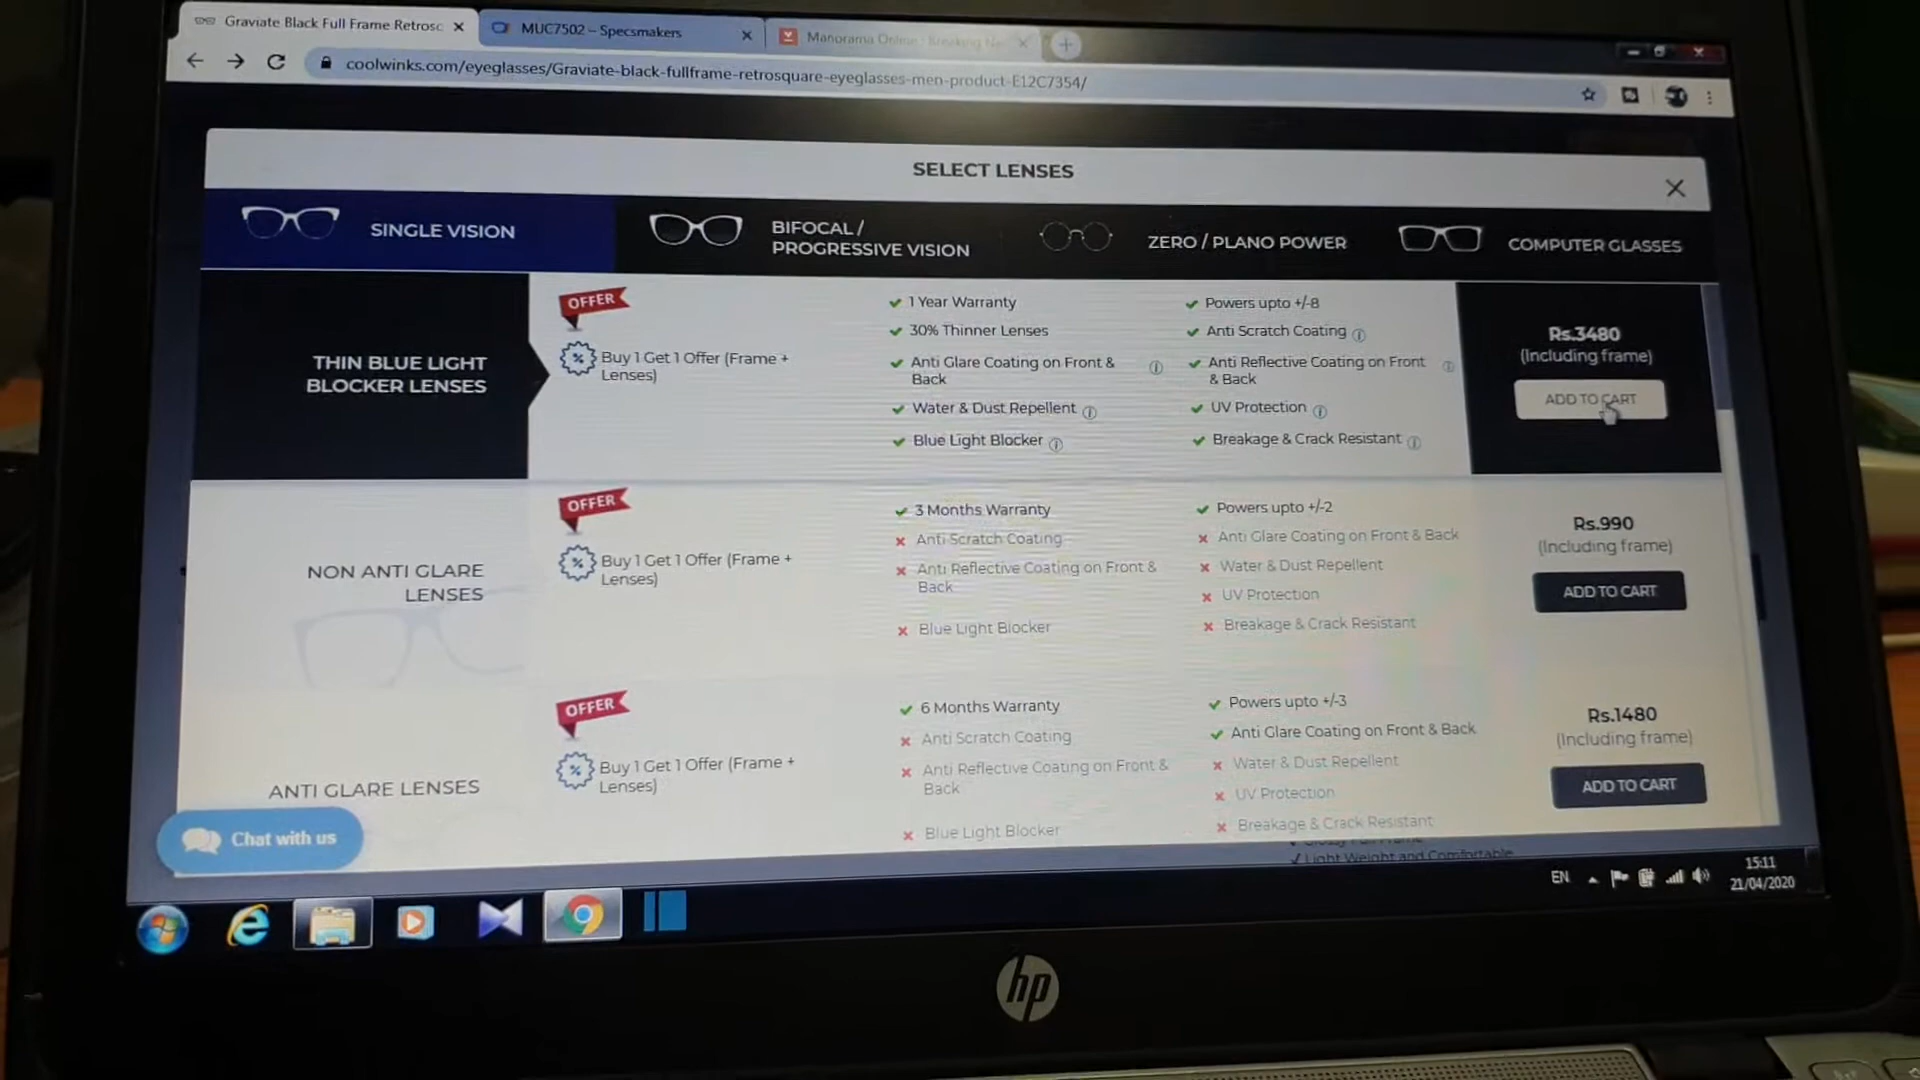 Graviate Black Full Frame Retrosc
MUC7502 – Specsmakers
Manorama Online : Breaking Ne
coolwinks.com/eyeglasses/Graviate-black-fullframe-retrosquare-eyeglasses-men-product-E12C7354/
SELECT LENSES
SINGLE VISION
BIFOCAL /
PROGRESSIVE VISION
ZERO / PLANO POWER
COMPUTER GLASSES
THIN BLUE LIGHT
BLOCKER LENSES
OFFER
Buy 1 Get 1 Offer (Frame +
Lenses)
1 Year Warranty
30% Thinner Lenses
Anti Glare Coating on Front &
Back
Water & Dust Repellent
Blue Light Blocker
Powers upto +/-8
Anti Scratch Coating
Anti Reflective Coating on Front
& Back
UV Protection
Breakage & Crack Resistant
Rs.3480
(Including frame)
ADD TO CART
NON ANTI GLARE
LENSES
OFFER
Buy 1 Get 1 Offer (Frame +
Lenses)
3 Months Warranty
Anti Scratch Coating
Anti Reflective Coating on Front &
Back
Blue Light Blocker
Powers upto +/-2
Anti Glare Coating on Front & Back
Water & Dust Repellent
UV Protection
Breakage & Crack Resistant
Rs.990
(Including frame)
ADD TO CART
ANTI GLARE LENSES
OFFER
Buy 1 Get 1 Offer (Frame +
Lenses)
6 Months Warranty
Anti Scratch Coating
Anti Reflective Coating on Front &
Back
Blue Light Blocker
Powers upto +/-3
Anti Glare Coating on Front & Back
Water & Dust Repellent
UV Protection
Breakage & Crack Resistant
Rs.1480
(Including frame)
ADD TO CART
Chat with us
Light Weight and Comfortable
EN
15:11
21/04/2020
hp